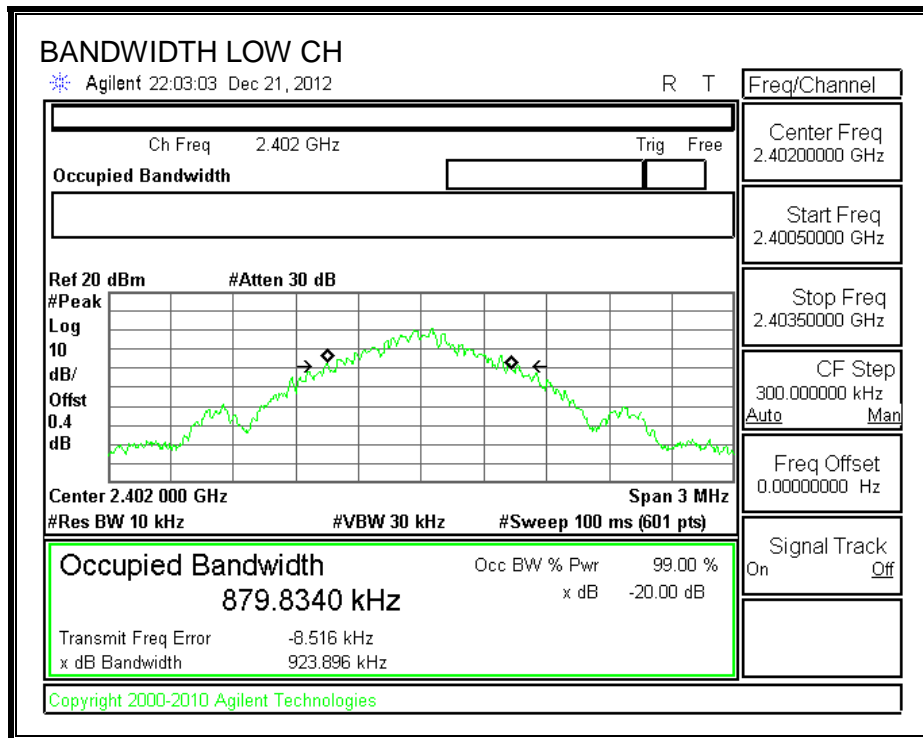 BANDWIDTH LOW CH
Agilent 22:03:03 Dec 21, 2012 R T
Freq/Channel
Ch Freq 2.402 GHz Trig Free
Occupied Bandwidth
Center Freq
2.40200000 GHz
Start Freq
2.40050000 GHz
Stop Freq
2.40350000 GHz
CF Step
300.000000 kHz
Auto Man
Freq Offset
0.00000000 Hz
Signal Track
On Off
Ref 20 dBm #Atten 30 dB
#Peak
Log
10
dB/
Offst
0.4
dB
Center 2.402 000 GHz Span 3 MHz
#Res BW 10 kHz #VBW 30 kHz #Sweep 100 ms (601 pts)
Occupied Bandwidth Occ BW % Pwr 99.00 %
879.8340 kHz x dB -20.00 dB
Transmit Freq Error -8.516 kHz
x dB Bandwidth 923.896 kHz
Copyright 2000-2010 Agilent Technologies